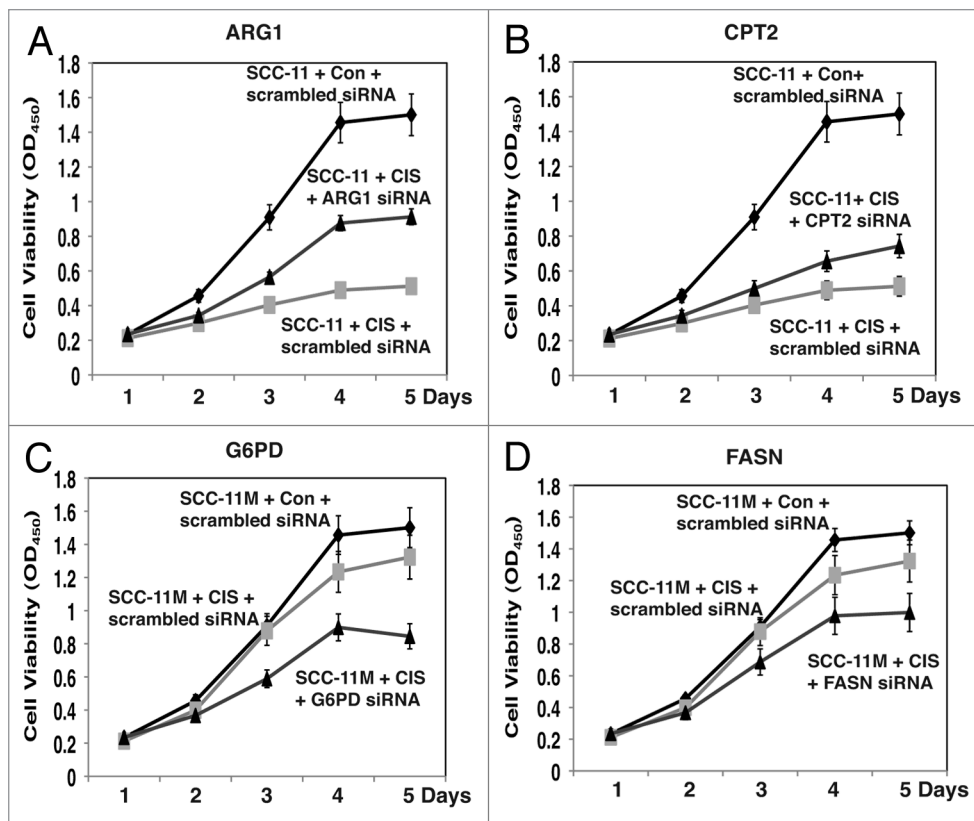 A
ARG1
Cell Viability (OD450)
1.8
1.6
1.4
1.2
1
0.8
0.6
0.4
0.2
0
SCC-11 + Con +
scrambled siRNA
SCC-11 + CIS
+ ARG1 siRNA
SCC-11 + CIS +
scrambled siRNA
1 2 3 4 5 Days
B
CPT2
Cell Viability (OD450)
1.8
1.6
1.4
1.2
1
0.8
0.6
0.4
0.2
0
SCC-11 + Con+
scrambled siRNA
SCC-11+ CIS
+ CPT2 siRNA
SCC-11 + CIS +
scrambled siRNA
1 2 3 4 5 Days
C
G6PD
Cell Viability (OD450)
1.8
1.6
1.4
1.2
1
0.8
0.6
0.4
0.2
0
SCC-11M + Con +
scrambled siRNA
SCC-11M + CIS +
scrambled siRNA
SCC-11M + CIS
+ G6PD siRNA
1 2 3 4 5 Days
D
FASN
Cell Viability (OD450)
1.8
1.6
1.4
1.2
1
0.8
0.6
0.4
0.2
0
SCC-11M + Con +
scrambled siRNA
SCC-11M + CIS +
scrambled siRNA
SCC-11M + CIS
+ FASN siRNA
1 2 3 4 5 Days